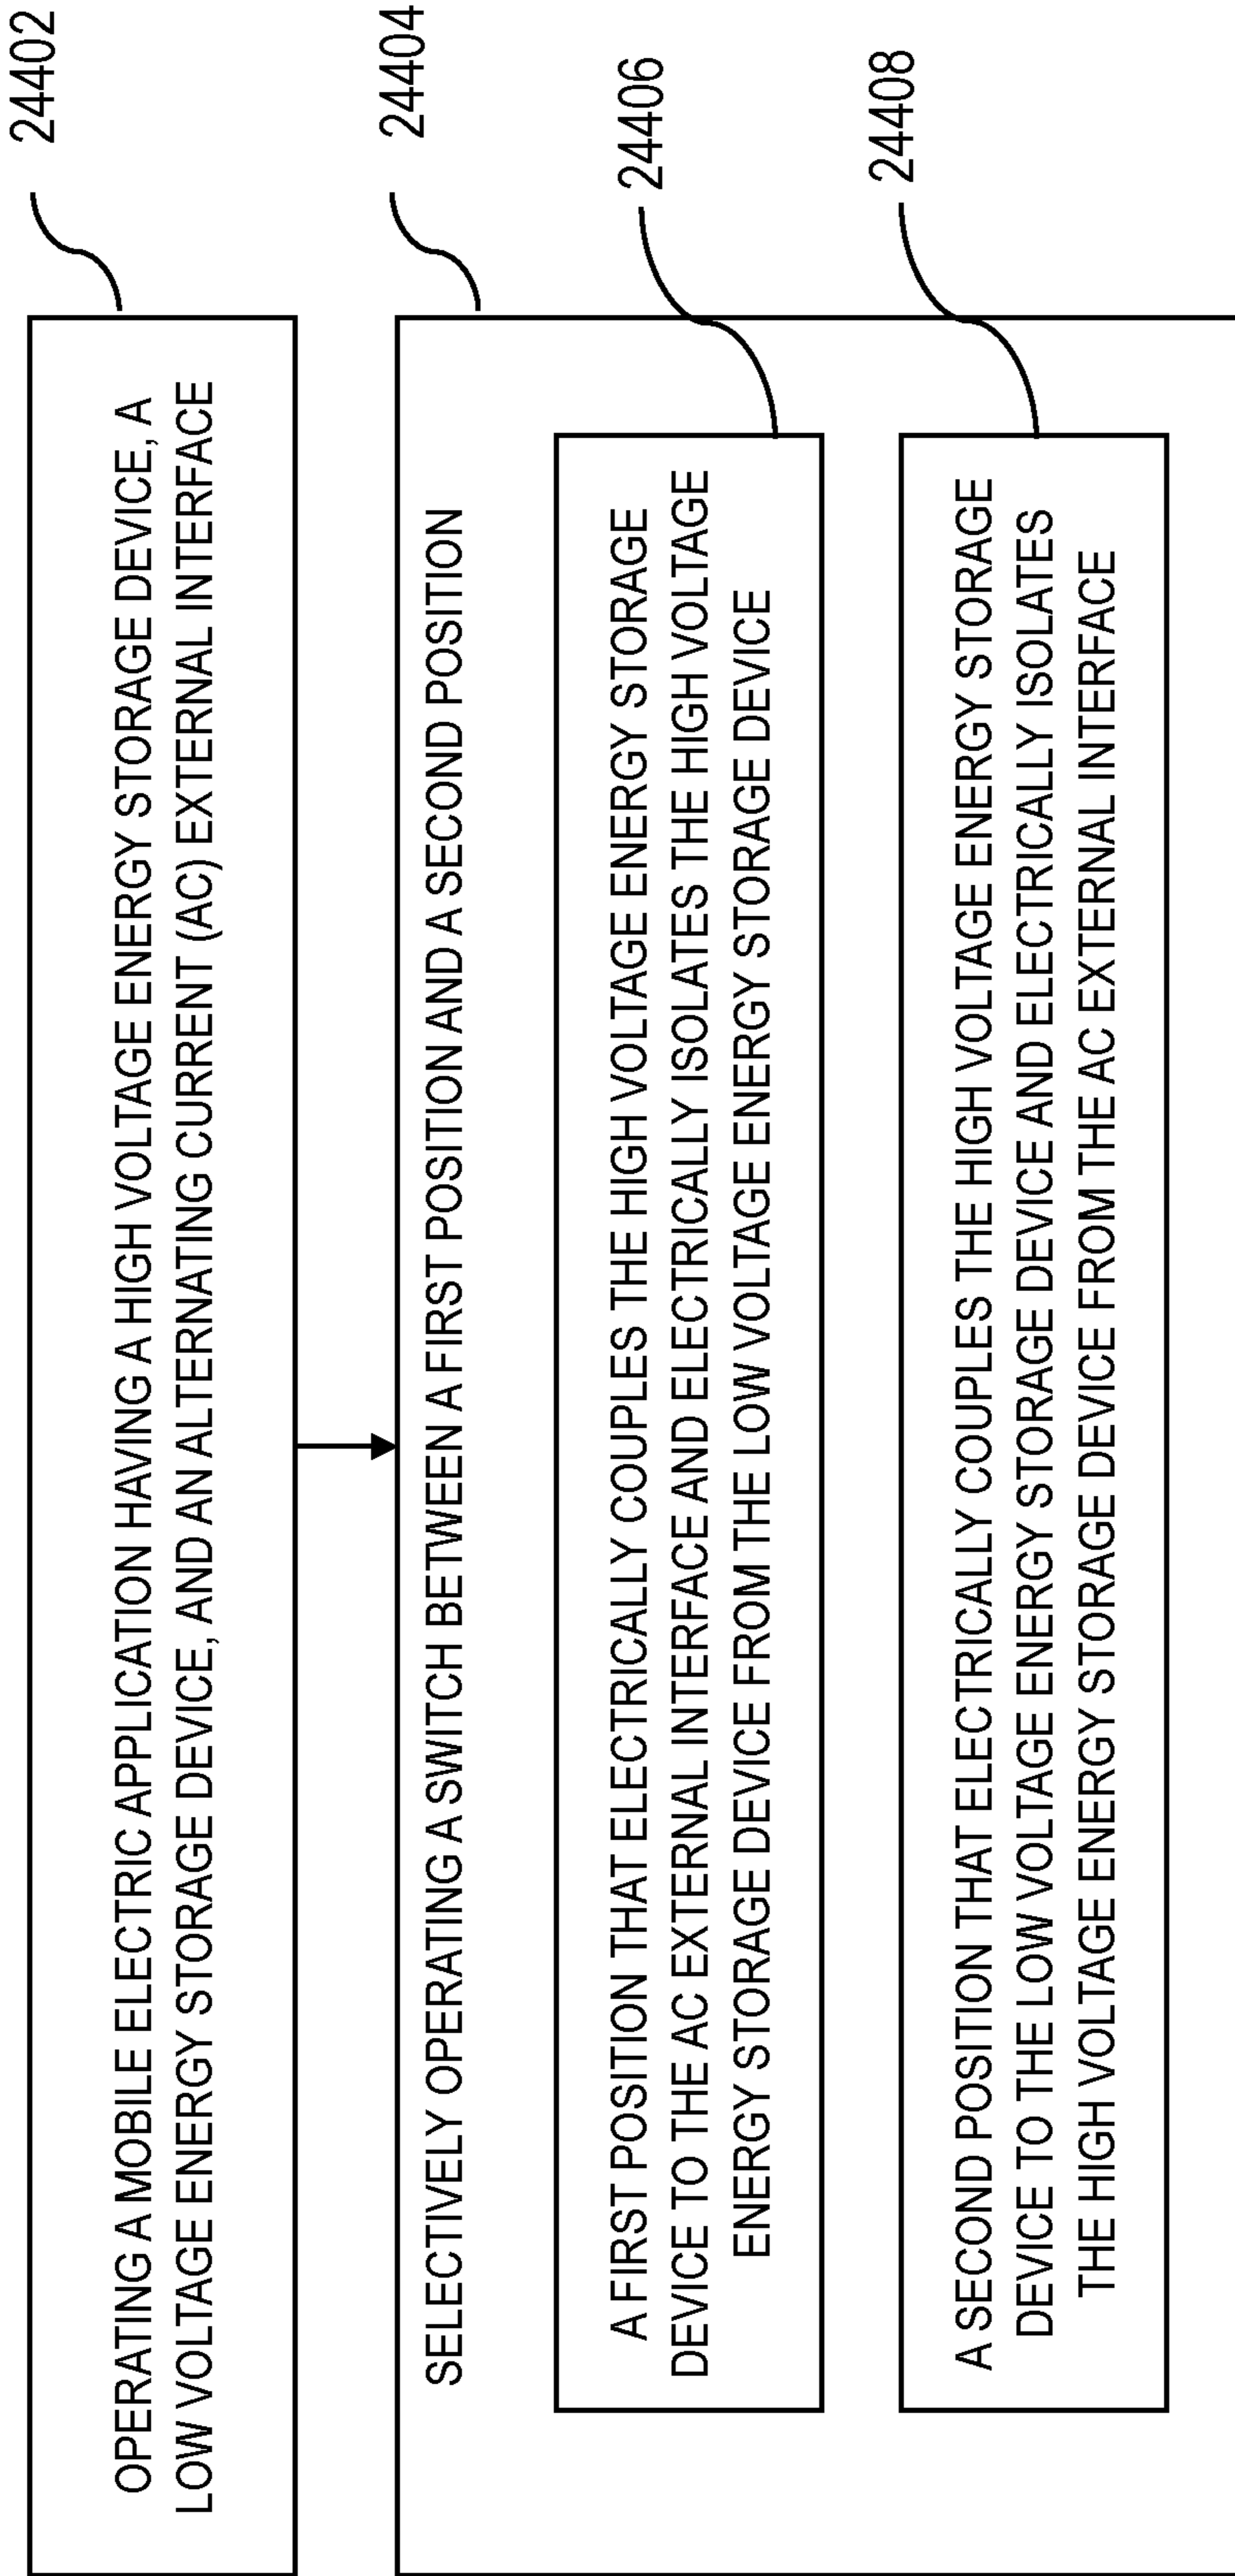 OPERATING A MOBILE ELECTRIC APPLICATION HAVING A HIGH VOLTAGE ENERGY STORAGE DEVICE, A
LOW VOLTAGE ENERGY STORAGE DEVICE, AND AN ALTERNATING CURRENT (AC) EXTERNAL INTERFACE
24402
SELECTIVELY OPERATING A SWITCH BETWEEN A FIRST POSITION AND A SECOND POSITION
24404
A FIRST POSITION THAT ELECTRICALLY COUPLES THE HIGH VOLTAGE ENERGY STORAGE
DEVICE TO THE AC EXTERNAL INTERFACE AND ELECTRICALLY ISOLATES THE HIGH VOLTAGE
ENERGY STORAGE DEVICE FROM THE LOW VOLTAGE ENERGY STORAGE DEVICE
24406
A SECOND POSITION THAT ELECTRICALLY COUPLES THE HIGH VOLTAGE ENERGY STORAGE
DEVICE TO THE LOW VOLTAGE ENERGY STORAGE DEVICE AND ELECTRICALLY ISOLATES
THE HIGH VOLTAGE ENERGY STORAGE DEVICE FROM THE AC EXTERNAL INTERFACE
24408